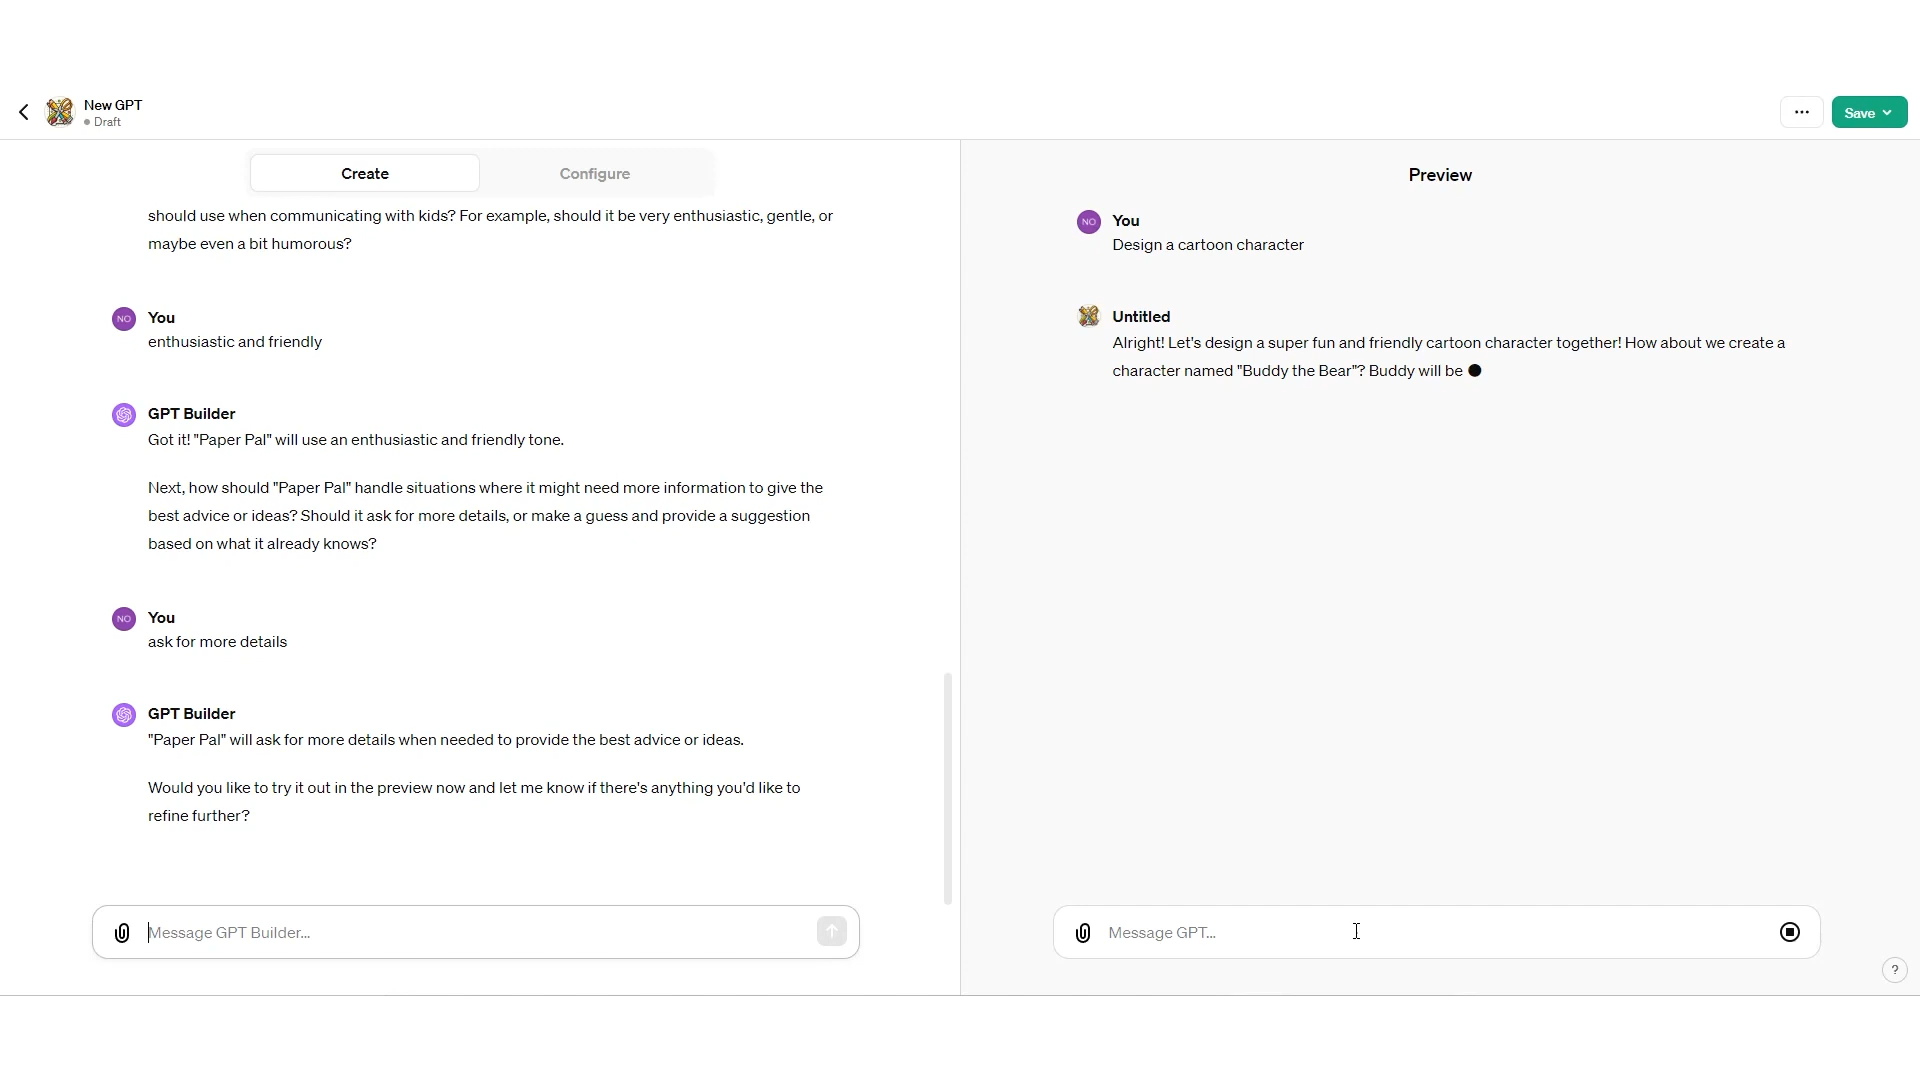 New GPT
Draft
...
Save
Create
Configure
Preview
should use when communicating with kids? For example, should it be very enthusiastic, gentle, or
maybe even a bit humorous?
NO
You
enthusiastic and friendly
GPT Builder
Got it! "Paper Pal" will use an enthusiastic and friendly tone.
Next, how should "Paper Pal" handle situations where it might need more information to give the
best advice or ideas? Should it ask for more details, or make a guess and provide a suggestion
based on what it already knows?
NO
You
ask for more details
GPT Builder
"Paper Pal" will ask for more details when needed to provide the best advice or ideas.
Would you like to try it out in the preview now and let me know if there's anything you'd like to
refine further?
Message GPT Builder...
NO
You
Design a cartoon character
Untitled
Alright! Let's design a super fun and friendly cartoon character together! How about we create a
character named "Buddy the Bear"? Buddy will be
Message GPT...
?